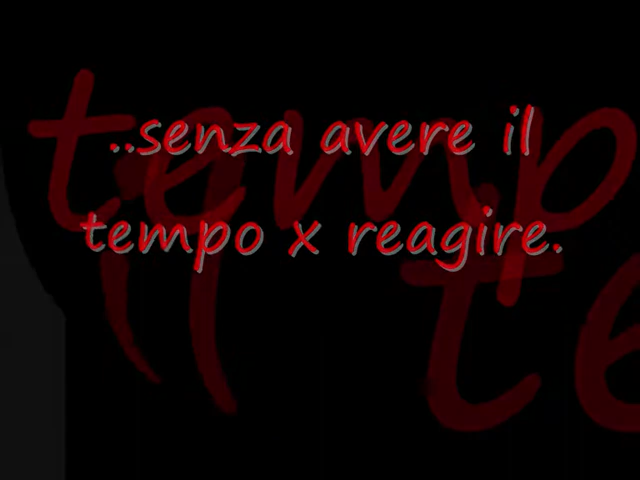 ..senza avere il
tempo x reagire.